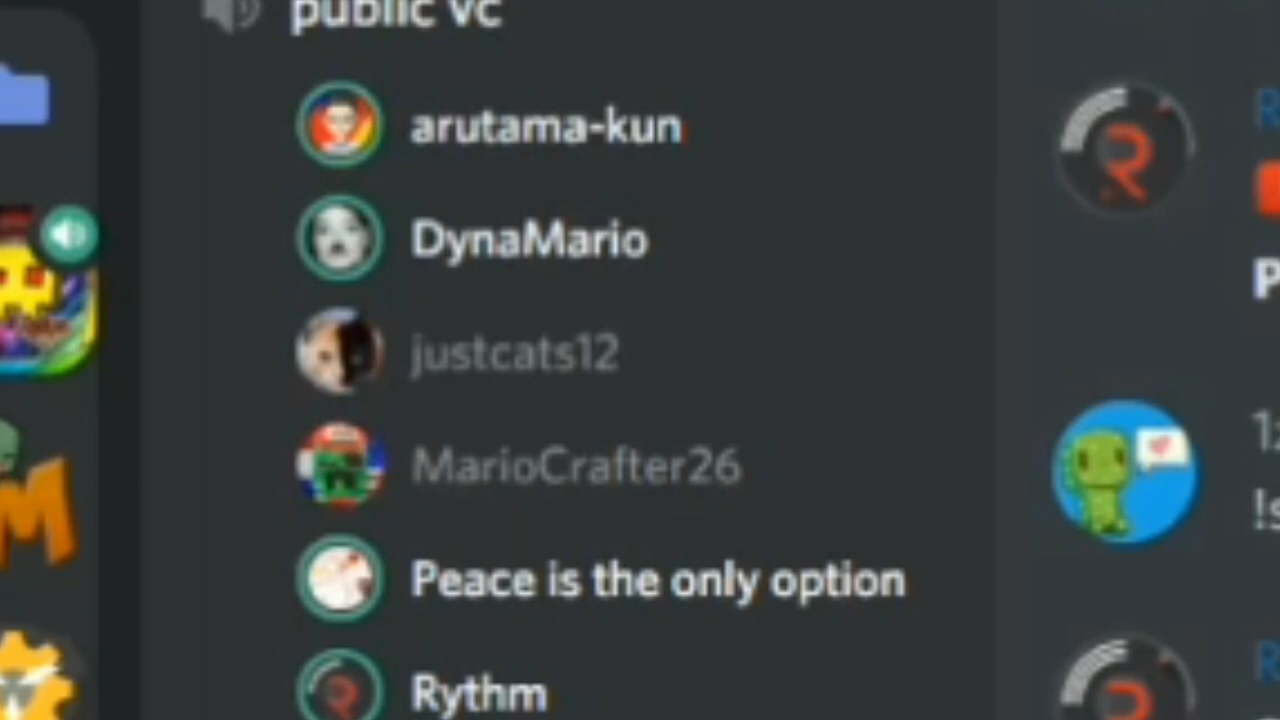 public vc
arutama-kun
DynaMario
justcats12
MarioCrafter26
Peace is the only option
Rythm